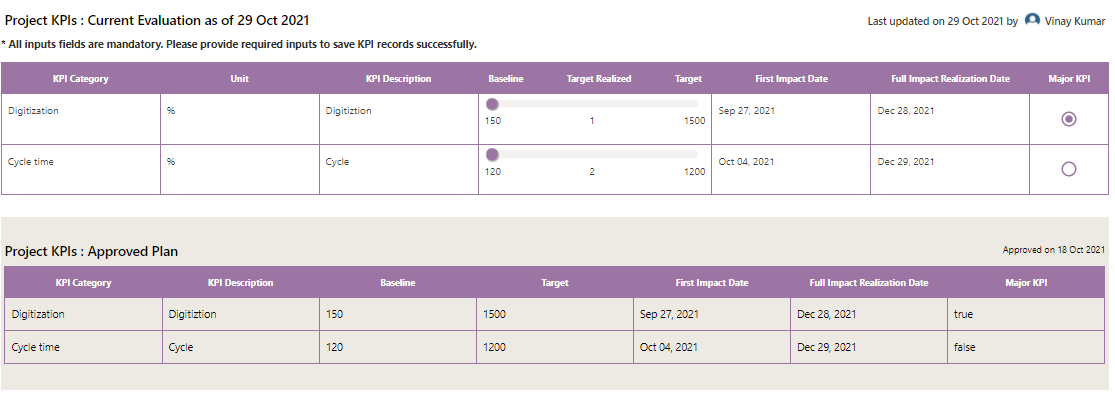 Project KPIs : Current Evaluation as of 29 Oct 2021
Last updated on 29 Oct 2021 by Vinay Kumar
* All inputs fields are mandatory. Please provide required inputs to save KPI records successfully.
KPI Category Unit KPI Description Baseline Target Realized Target First Impact Date Full Impact Realization Date Major KPI
Digitization % Digitiztion Sep 27, 2021 Dec 28, 2021
150 1 1500
Cycle time % Cycle Oct 04, 2021 Dec 29, 2021
120 2 1200
Project KPIs : Approved Plan
Approved on 18 Oct 2021
KPI Category KPI Description Baseline Target First Impact Date Full Impact Realization Date Major KPI
Digitization Digitiztion 150 1500 Sep 27, 2021 Dec 28, 2021 true
Cycle time Cycle 120 1200 Oct 04, 2021 Dec 29, 2021 false